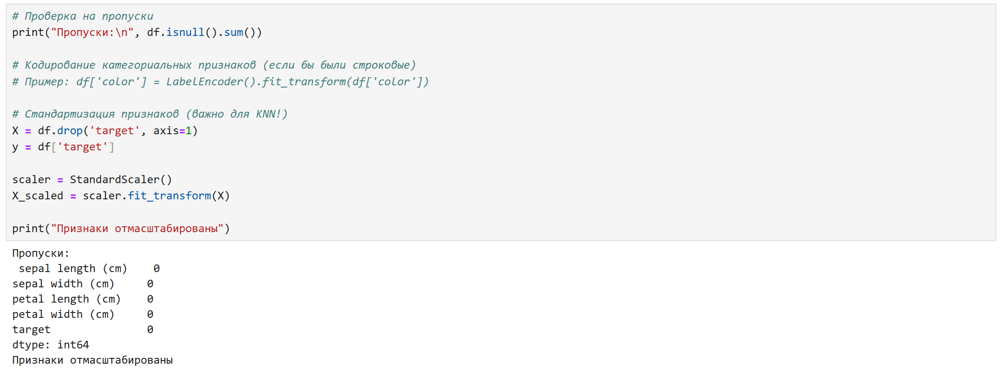 # Проверка на пропуски
print("Пропуски:\n", df.isnull().sum())
# Кодирование категориальных признаков (если бы были строковые)
# Пример: df['color'] = LabelEncoder().fit_transform(df['color'])
# Стандартизация признаков (важно для KNN!)
X = df.drop('target', axis=1)
y = df['target']
scaler = StandardScaler()
X_scaled = scaler.fit_transform(X)
print("Признаки отмасштабированы")
Пропуски:
 sepal length (cm)    0
sepal width (cm)     0
petal length (cm)    0
petal width (cm)     0
target               0
dtype: int64
Признаки отмасштабированы